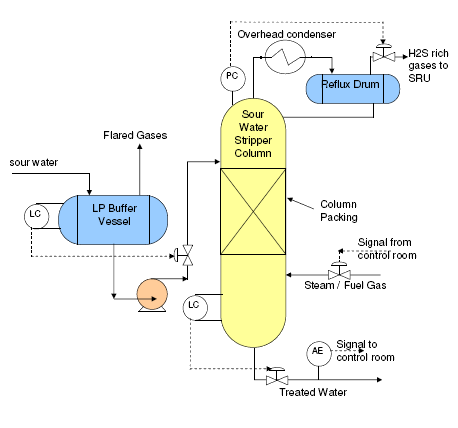 Overhead condenser
H2S rich
gases to
SRU
PC
Reflux Drum
Sour
Water
Stripper
Column
Flared Gases
sour water
LC
LP Buffer
Vessel
Column
Packing
Signal from
control room
Steam / Fuel Gas
LC
AE
Signal to
control room
Treated Water